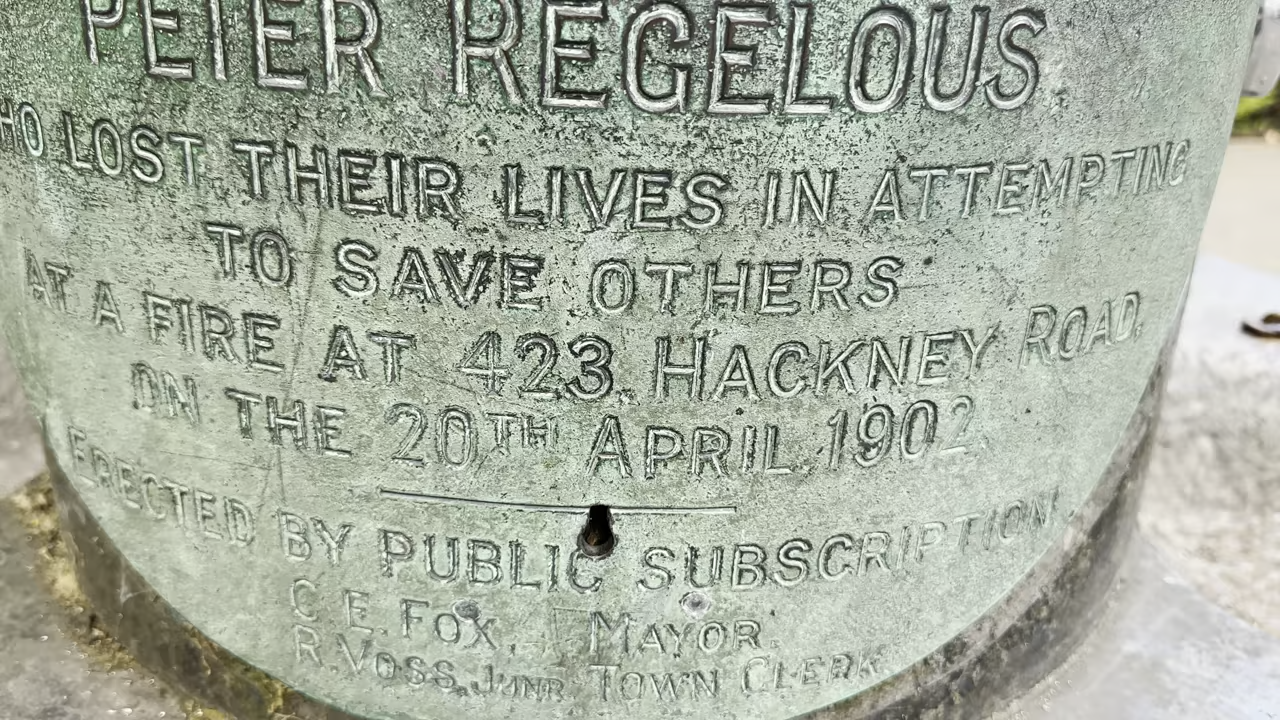 PETER REGELOUS
WHO LOST THEIR LIVES IN ATTEMPTING
TO SAVE OTHERS
AT A FIRE AT 423, HACKNEY ROAD,
ON THE 20TH APRIL 1902.
ERECTED BY PUBLIC SUBSCRIPTION.
C. E. FOX, MAYOR.
R. VOSS, JUNR. TOWN CLERK.